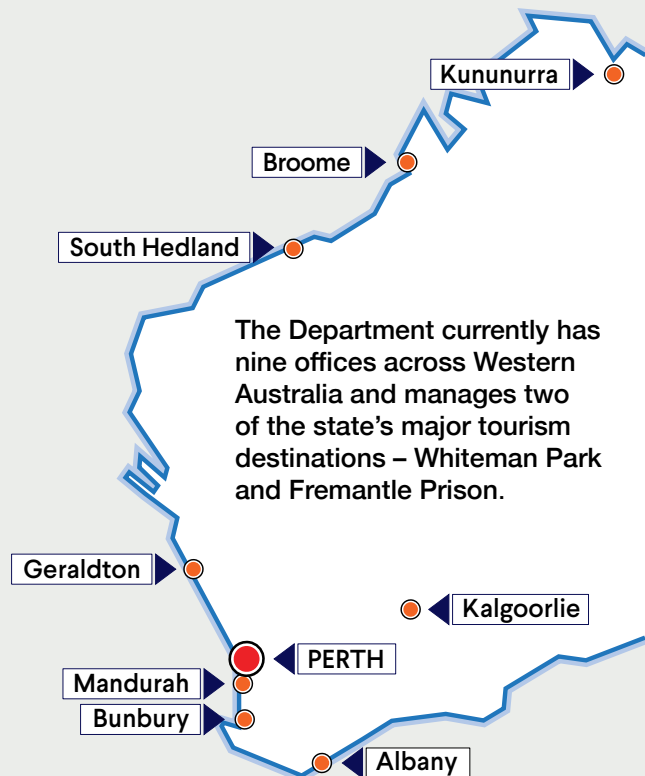 Kununurra
Broome
South Hedland
The Department currently has
nine offices across Western
Australia and manages two
of the state’s major tourism
destinations – Whiteman Park
and Fremantle Prison.
Geraldton
Kalgoorlie
PERTH
Mandurah
Bunbury
Albany